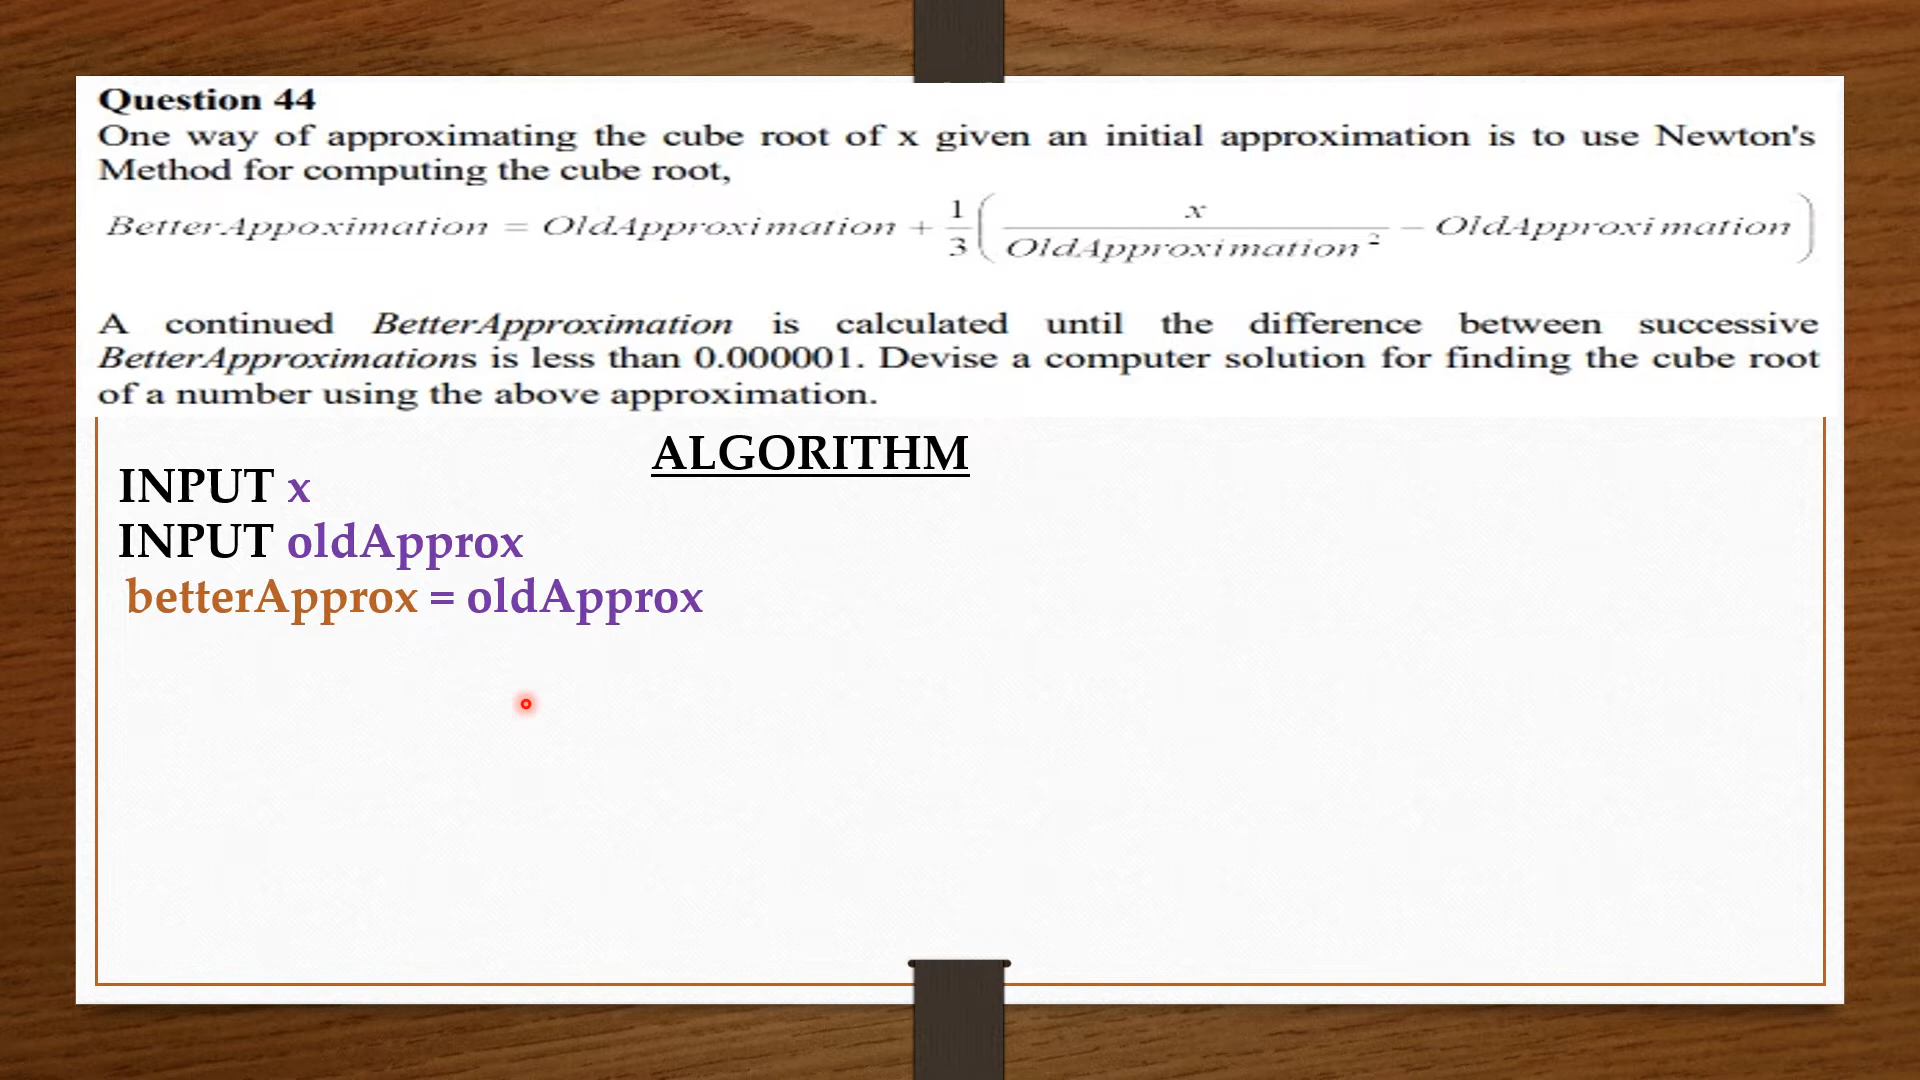 Question 44
One way of approximating the cube root of x given an initial approximation is to use Newton's
Method for computing the cube root,
BetterAppoximation = OldApproximation + 1/3 ( x / OldApproximation² − OldApproximation )
A continued BetterApproximation is calculated until the difference between successive
BetterApproximations is less than 0.000001. Devise a computer solution for finding the cube root
of a number using the above approximation.
ALGORITHM
INPUT x
INPUT oldApprox
betterApprox = oldApprox